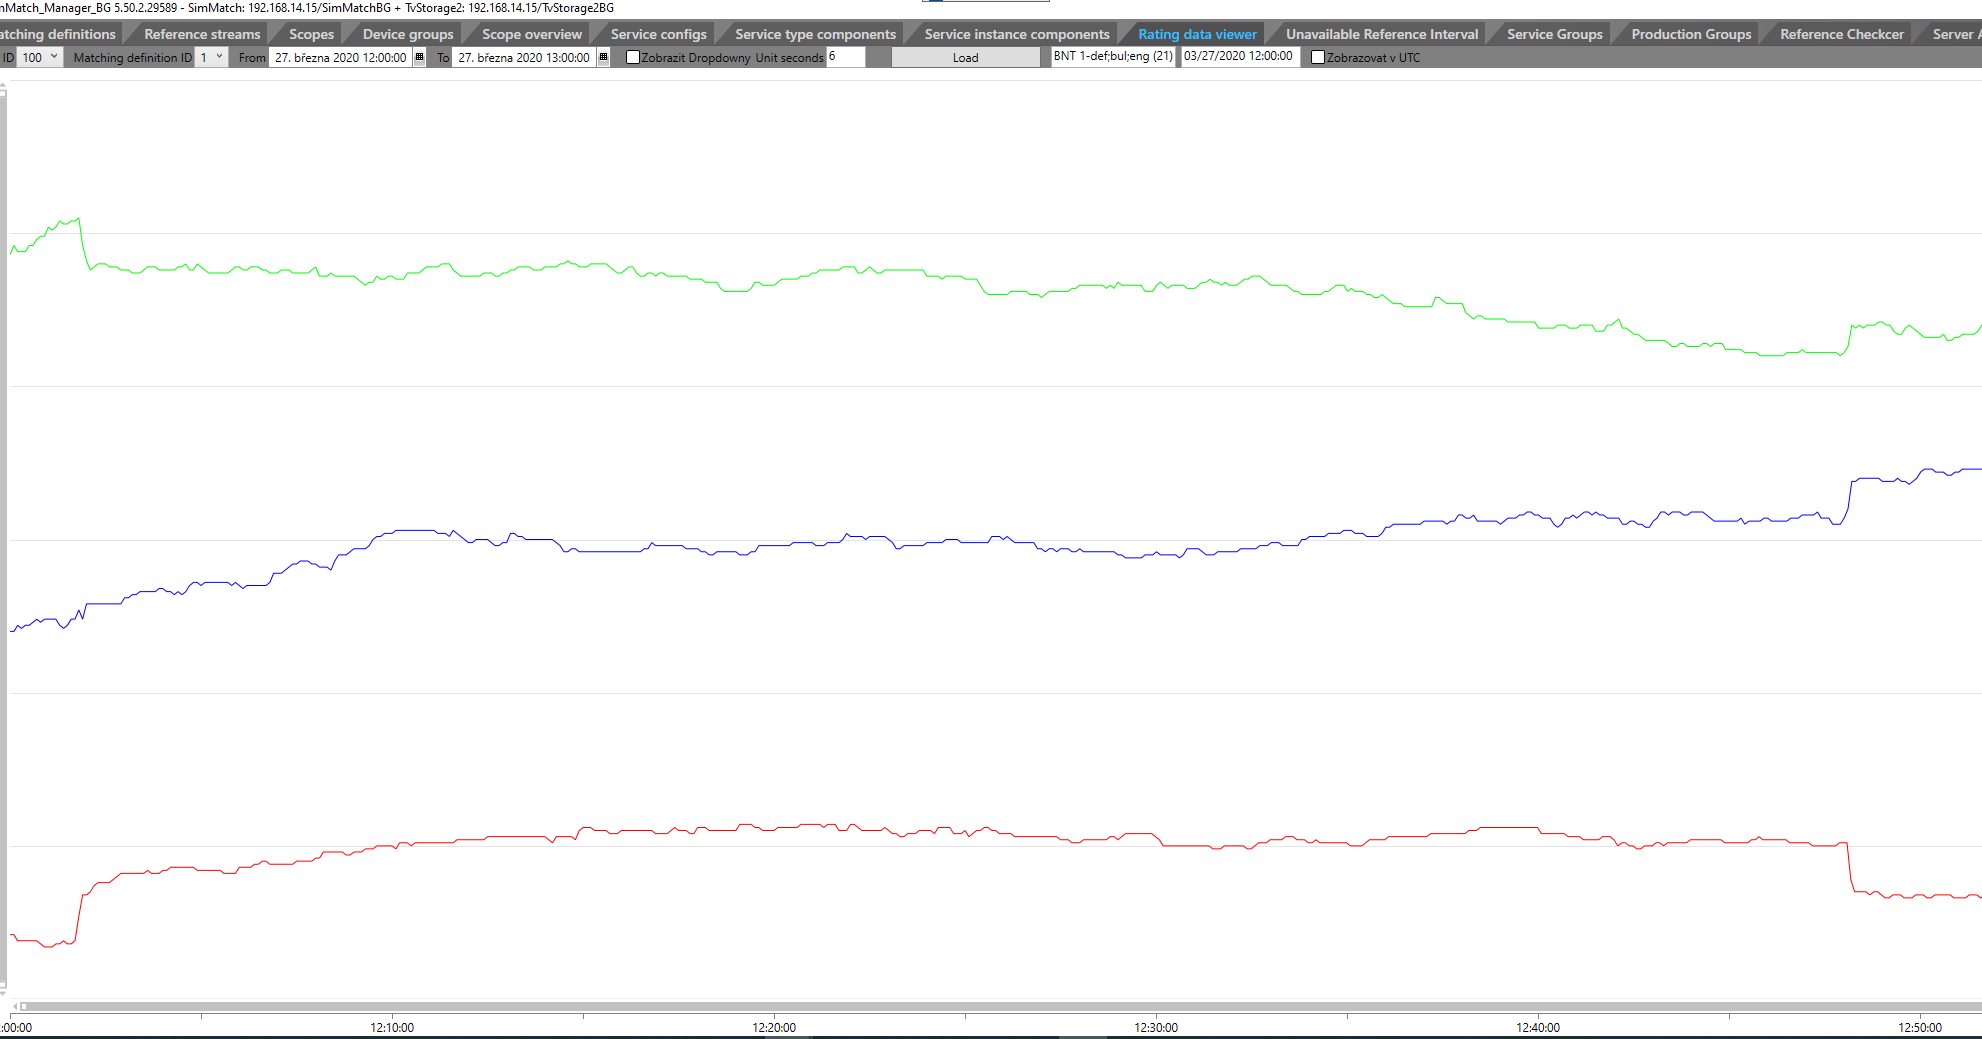 nMatch_Manager_BG 5.50.2.29589 - SimMatch: 192.168.14.15/SimMatchBG + TvStorage2: 192.168.14.15/TvStorage2BG
atching definitions Reference streams Scopes Device groups Scope overview Service configs Service type components Service instance components Rating data viewer Unavailable Reference Interval Service Groups Production Groups Reference Checkcer Server A
ID 100 Matching definition ID 1 From 27. března 2020 12:00:00 To 27. března 2020 13:00:00 Zobrazit Dropdowny Unit seconds 6 Load BNT 1-def;bul;eng (21) 03/27/2020 12:00:00 Zobrazovat v UTC
:00:00 12:10:00 12:20:00 12:30:00 12:40:00 12:50:00